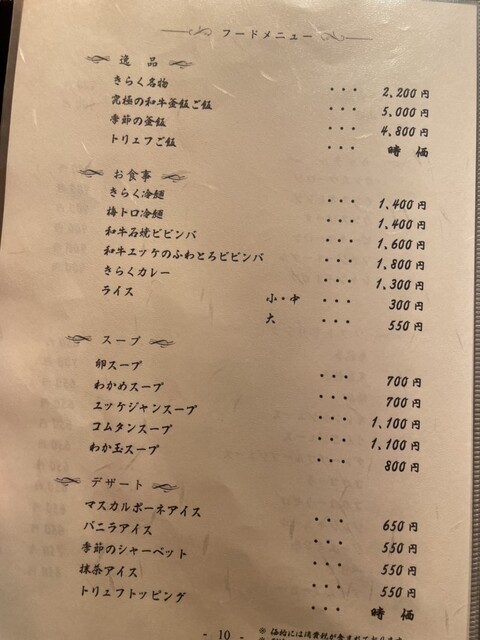 フードメニュー
逸品
きらく名物
究極の和牛釜飯ご飯 ・・・ 2,200円
季節の釜飯 ・・・ 5,000円
トリュフご飯 ・・・ 4,800円
・・・ 時価
お食事
きらく冷麺 ・・・ 1,400円
梅トロ冷麺 ・・・ 1,400円
和牛石焼ビビンバ ・・・ 1,600円
和牛ユッケのふわとろビビンバ ・・・ 1,800円
きらくカレー ・・・ 1,300円
ライス 小・中 ・・・ 300円
大 ・・・ 550円
スープ
卵スープ ・・・ 700円
わかめスープ ・・・ 700円
ユッケジャンスープ ・・・ 1,100円
コムタンスープ ・・・ 1,100円
わか玉スープ ・・・ 800円
デザート
マスカルポーネアイス ・・・ 650円
バニラアイス ・・・ 550円
季節のシャーベット ・・・ 550円
抹茶アイス ・・・ 550円
トリュフトッピング ・・・ 時価
- 10 -